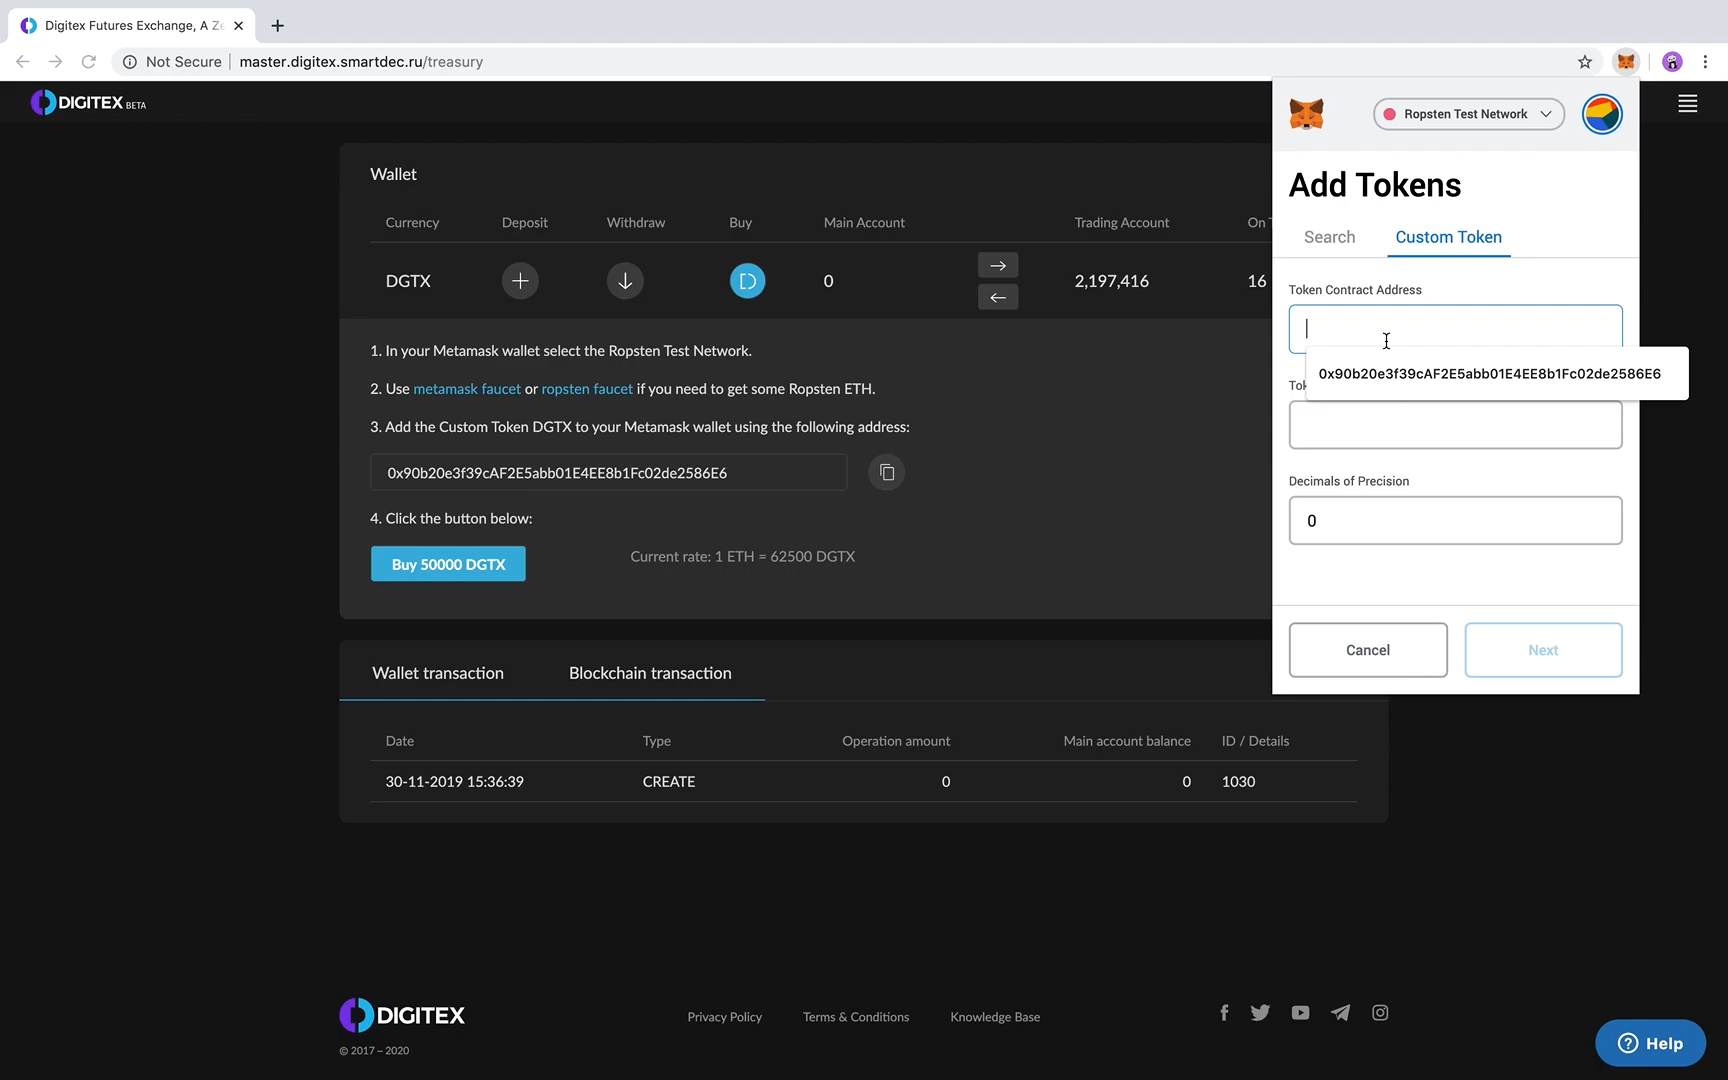 Digitex Futures Exchange, A Ze
Not Secure
master.digitex.smartdec.ru/treasury
DIGITEX BETA
Wallet
Currency Deposit Withdraw Buy Main Account Trading Account On T
DGTX 0 2,197,416 16
1. In your Metamask wallet select the Ropsten Test Network.
2. Use metamask faucet or ropsten faucet if you need to get some Ropsten ETH.
3. Add the Custom Token DGTX to your Metamask wallet using the following address:
0x90b20e3f39cAF2E5abb01E4EE8b1Fc02de2586E6
4. Click the button below:
Buy 50000 DGTX
Current rate: 1 ETH = 62500 DGTX
Wallet transaction Blockchain transaction
Date Type Operation amount Main account balance ID / Details
30-11-2019 15:36:39 CREATE 0 0 1030
Ropsten Test Network
Add Tokens
Search Custom Token
Token Contract Address
0x90b20e3f39cAF2E5abb01E4EE8b1Fc02de2586E6
Tok
Decimals of Precision
0
Cancel Next
DIGITEX
© 2017 – 2020
Privacy Policy Terms & Conditions Knowledge Base
Help